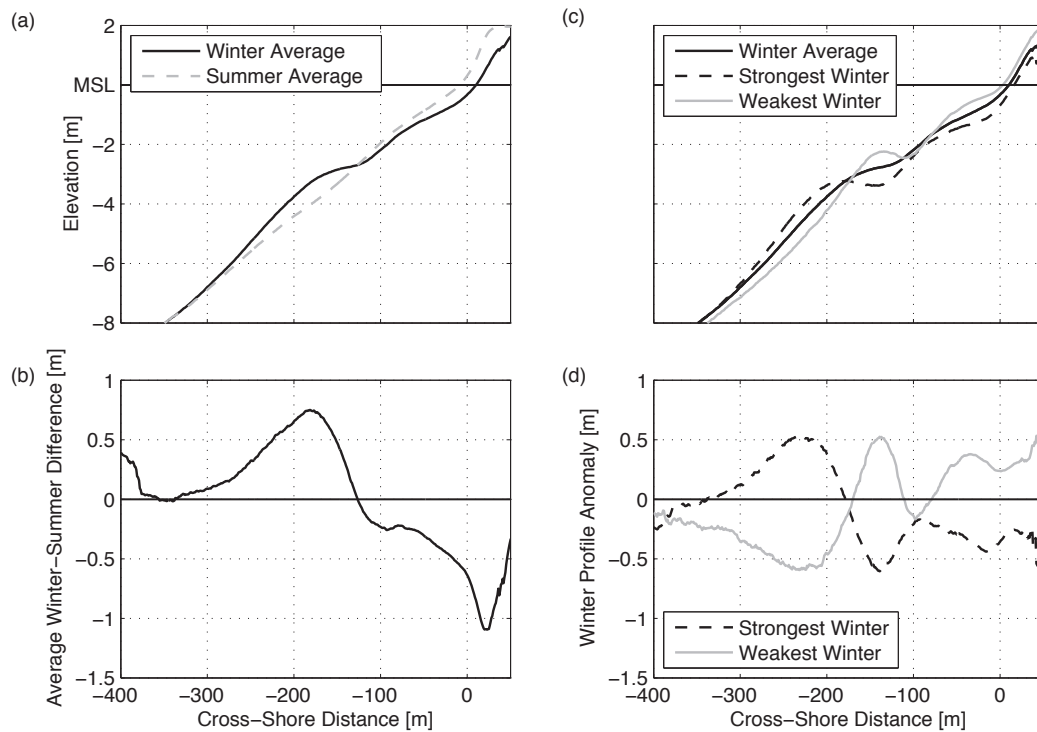 (a)
2
MSL
−2
−4
−6
−8
Elevation [m]
Winter Average
Summer Average
(c)
Winter Average
Strongest Winter
Weakest Winter
(b)
1
0.5
0
−0.5
−1
−1.5
Average Winter−Summer Difference [m]
−400
−300
−200
−100
0
Cross−Shore Distance [m]
(d)
1
0.5
0
−0.5
−1
−1.5
Winter Profile Anomaly [m]
Strongest Winter
Weakest Winter
−400
−300
−200
−100
0
Cross−Shore Distance [m]